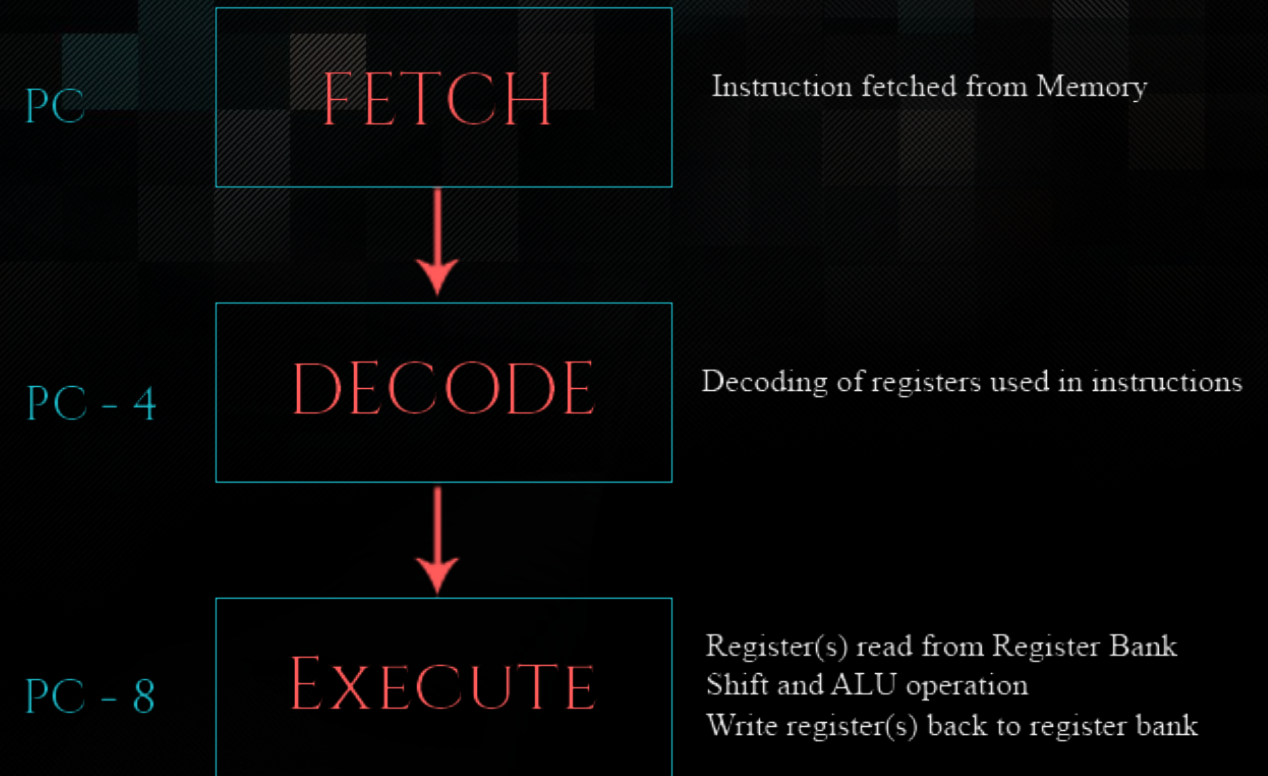 PC
FETCH
Instruction fetched from Memory
PC - 4
DECODE
Decoding of registers used in instructions
PC - 8
EXECUTE
Register(s) read from Register Bank
Shift and ALU operation
Write register(s) back to register bank